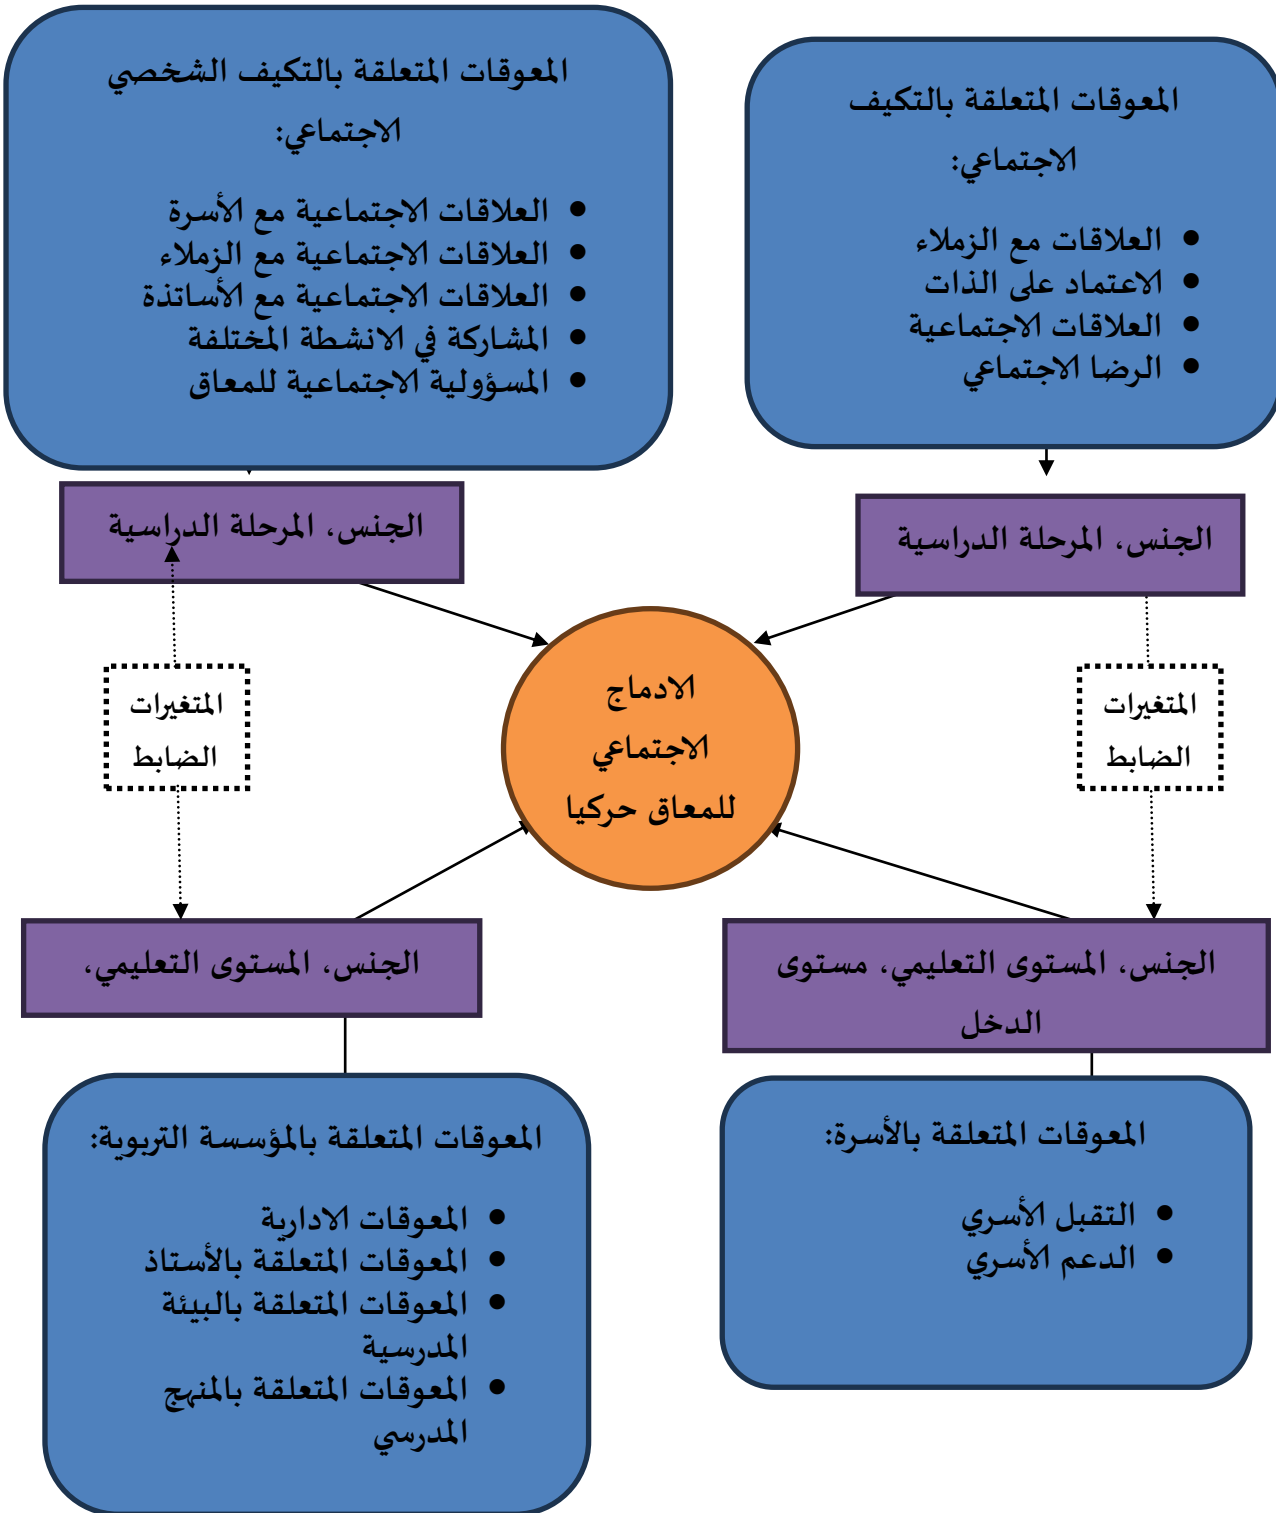 المعوقات المتعلقة بالتكيف
الاجتماعي:
● العلاقات مع الزملاء
● الاعتماد على الذات
● العلاقات الاجتماعية
● الرضا الاجتماعي
المعوقات المتعلقة بالتكيف الشخصي
الاجتماعي:
● العلاقات الاجتماعية مع الأسرة
● العلاقات الاجتماعية مع الزملاء
● العلاقات الاجتماعية مع الأساتذة
● المشاركة في الانشطة المختلفة
● المسؤولية الاجتماعية للمعاق
الجنس، المرحلة الدراسية
الجنس، المرحلة الدراسية
المتغيرات
الضابط
الادماج
الاجتماعي
للمعاق حركيا
المتغيرات
الضابط
الجنس، المستوى التعليمي، مستوى
الدخل
الجنس، المستوى التعليمي،
المعوقات المتعلقة بالأسرة:
● التقبل الأسري
● الدعم الأسري
المعوقات المتعلقة بالمؤسسة التربوية:
● المعوقات الادارية
● المعوقات المتعلقة بالأستاذ
● المعوقات المتعلقة بالبيئة
المدرسية
● المعوقات المتعلقة بالمنهج
المدرسي